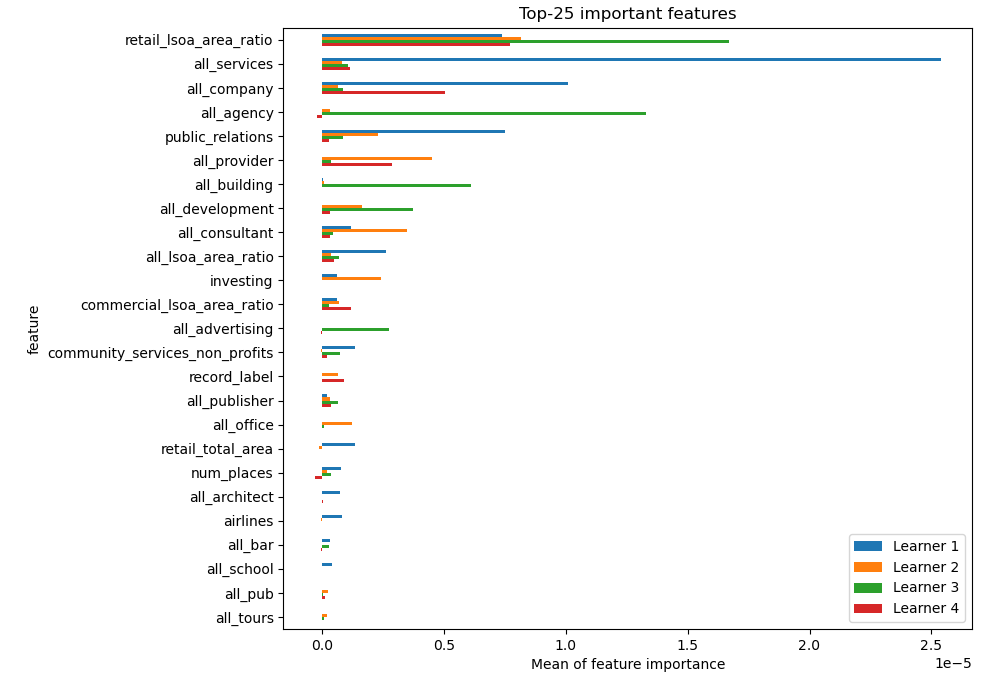 Top-25 important features
retail_lsoa_area_ratio
all_services
all_company
all_agency
public_relations
all_provider
all_building
all_development
all_consultant
all_lsoa_area_ratio
investing
commercial_lsoa_area_ratio
all_advertising
community_services_non_profits
record_label
all_publisher
all_office
retail_total_area
num_places
all_architect
airlines
all_bar
all_school
all_pub
all_tours
feature
Learner 1
Learner 2
Learner 3
Learner 4
0.0 0.5 1.0 1.5 2.0 2.5
1e−5
Mean of feature importance